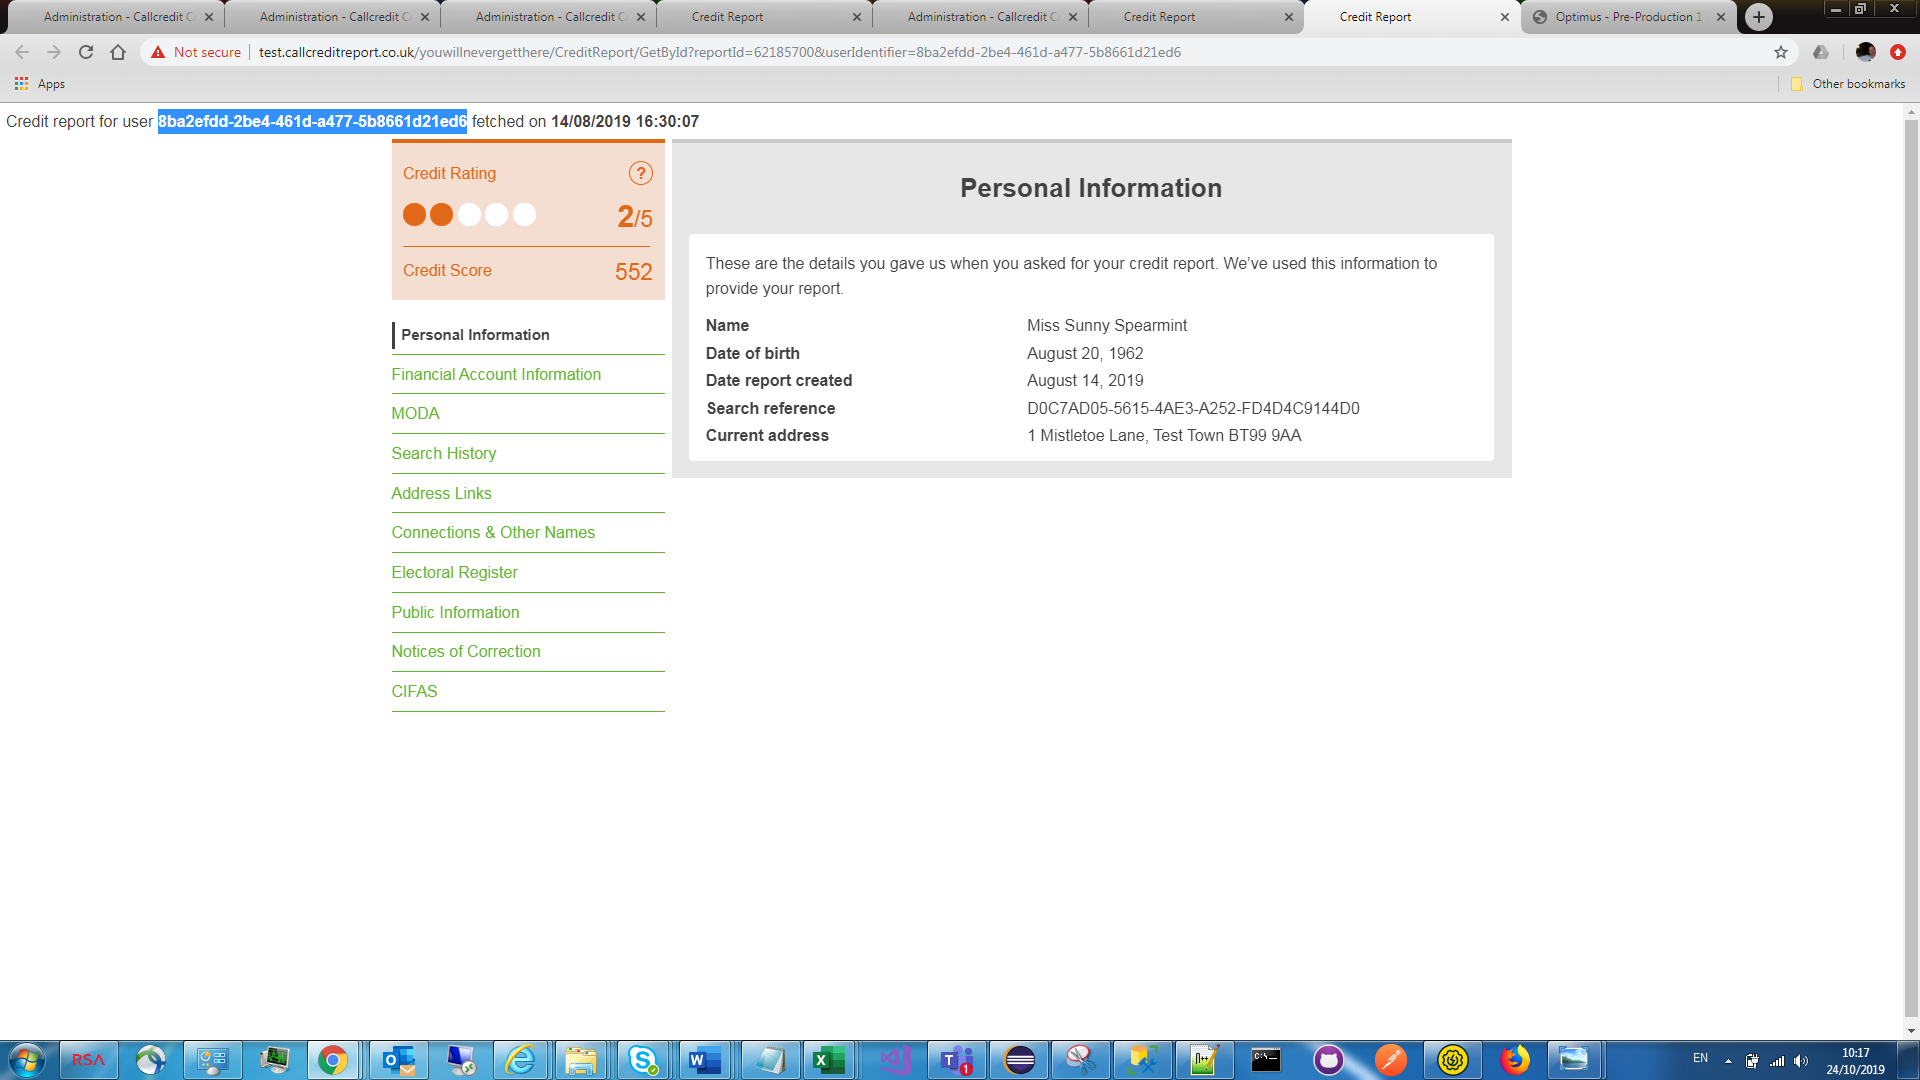 Administration - Callcredit C
Administration - Callcredit C
Administration - Callcredit C
Credit Report
Administration - Callcredit C
Credit Report
Credit Report
Optimus - Pre-Production 1
Not secure
test.callcreditreport.co.uk/youwillnevergetthere/CreditReport/GetById?reportId=62185700&userIdentifier=8ba2efdd-2be4-461d-a477-5b8661d21ed6
Apps
Other bookmarks
Credit report for user 8ba2efdd-2be4-461d-a477-5b8661d21ed6 fetched on 14/08/2019 16:30:07
Credit Rating
?
2/5
Credit Score
552
Personal Information
Financial Account Information
MODA
Search History
Address Links
Connections & Other Names
Electoral Register
Public Information
Notices of Correction
CIFAS
Personal Information
These are the details you gave us when you asked for your credit report. We’ve used this information to
provide your report.
Name Miss Sunny Spearmint
Date of birth August 20, 1962
Date report created August 14, 2019
Search reference D0C7AD05-5615-4AE3-A252-FD4D4C9144D0
Current address 1 Mistletoe Lane, Test Town BT99 9AA
RSA
EN
10:17
24/10/2019